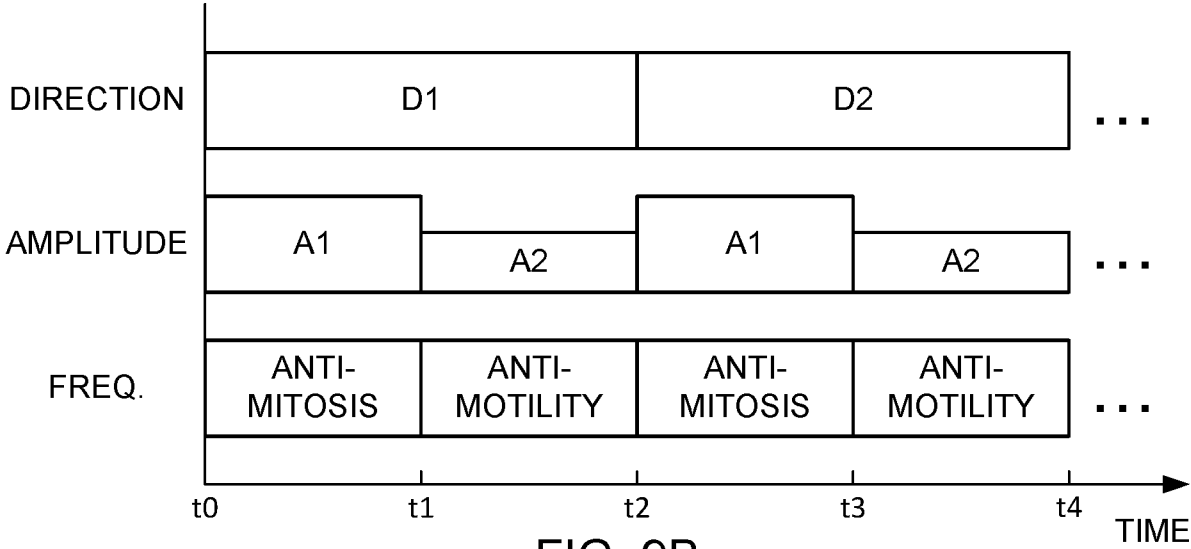 DIRECTION D1 D2 ...
AMPLITUDE A1 A2 A1 A2 ...
FREQ. ANTI-MITOSIS ANTI-MOTILITY ANTI-MITOSIS ANTI-MOTILITY ...
t0 t1 t2 t3 t4
TIME